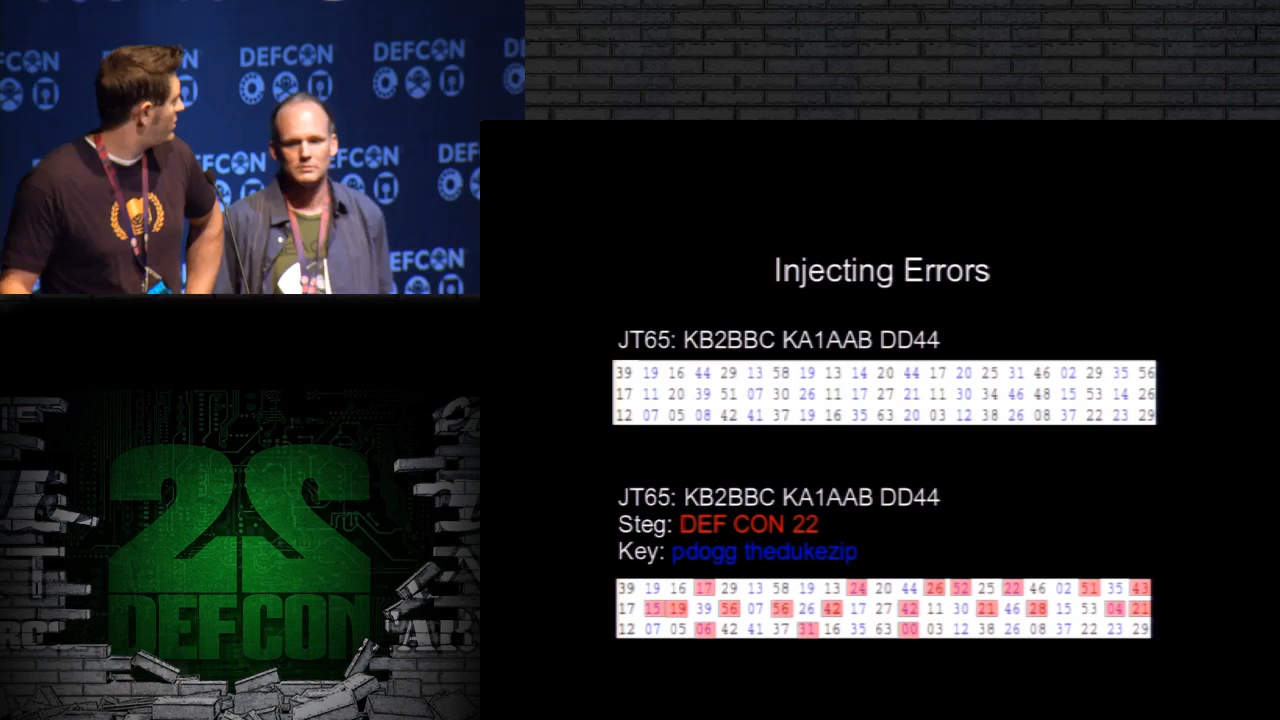 DEFCON
DEFCON
DEFCON
DEFCON
Injecting Errors
JT65: KB2BBC KA1AAB DD44
39 19 16 44 29 13 58 19 13 14 20 44 17 20 25 31 46 02 29 35 56
17 11 20 39 51 07 30 26 11 17 27 21 11 30 34 46 48 15 53 14 26
12 07 05 08 42 41 37 19 16 35 63 20 03 12 38 26 08 37 22 23 29
JT65: KB2BBC KA1AAB DD44
Steg: DEF CON 22
Key: pdogg thedukezip
39 19 16 17 29 13 58 19 13 24 20 44 26 52 25 22 46 02 51 35 43
17 15 19 39 56 07 56 26 42 17 27 42 11 30 21 46 28 15 53 04 21
12 07 05 06 42 41 37 31 16 35 63 00 03 12 38 26 08 37 22 23 29
22
DEFCON